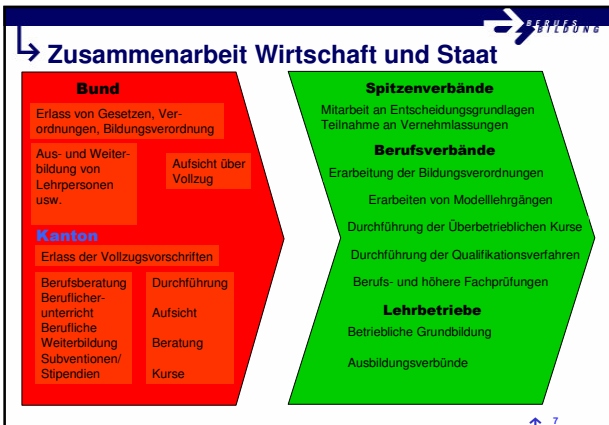 BERUFS
BILDUNG
Zusammenarbeit Wirtschaft und Staat
Bund
Erlass von Gesetzen, Ver-
ordnungen, Bildungsverordnung
Aus- und Weiter-
bildung von
Lehrpersonen
usw.
Aufsicht über
Vollzug
Kanton
Erlass der Vollzugsvorschriften
Berufsberatung
Beruflicher-
unterricht
Berufliche
Weiterbildung
Subventionen/
Stipendien
Durchführung
Aufsicht
Beratung
Kurse
Spitzenverbände
Mitarbeit an Entscheidungsgrundlagen
Teilnahme an Vernehmlassungen
Berufsverbände
Erarbeitung der Bildungsverordnungen
Erarbeiten von Modelllehrgängen
Durchführung der Überbetrieblichen Kurse
Durchführung der Qualifikationsverfahren
Berufs- und höhere Fachprüfungen
Lehrbetriebe
Betriebliche Grundbildung
Ausbildungsverbünde
7